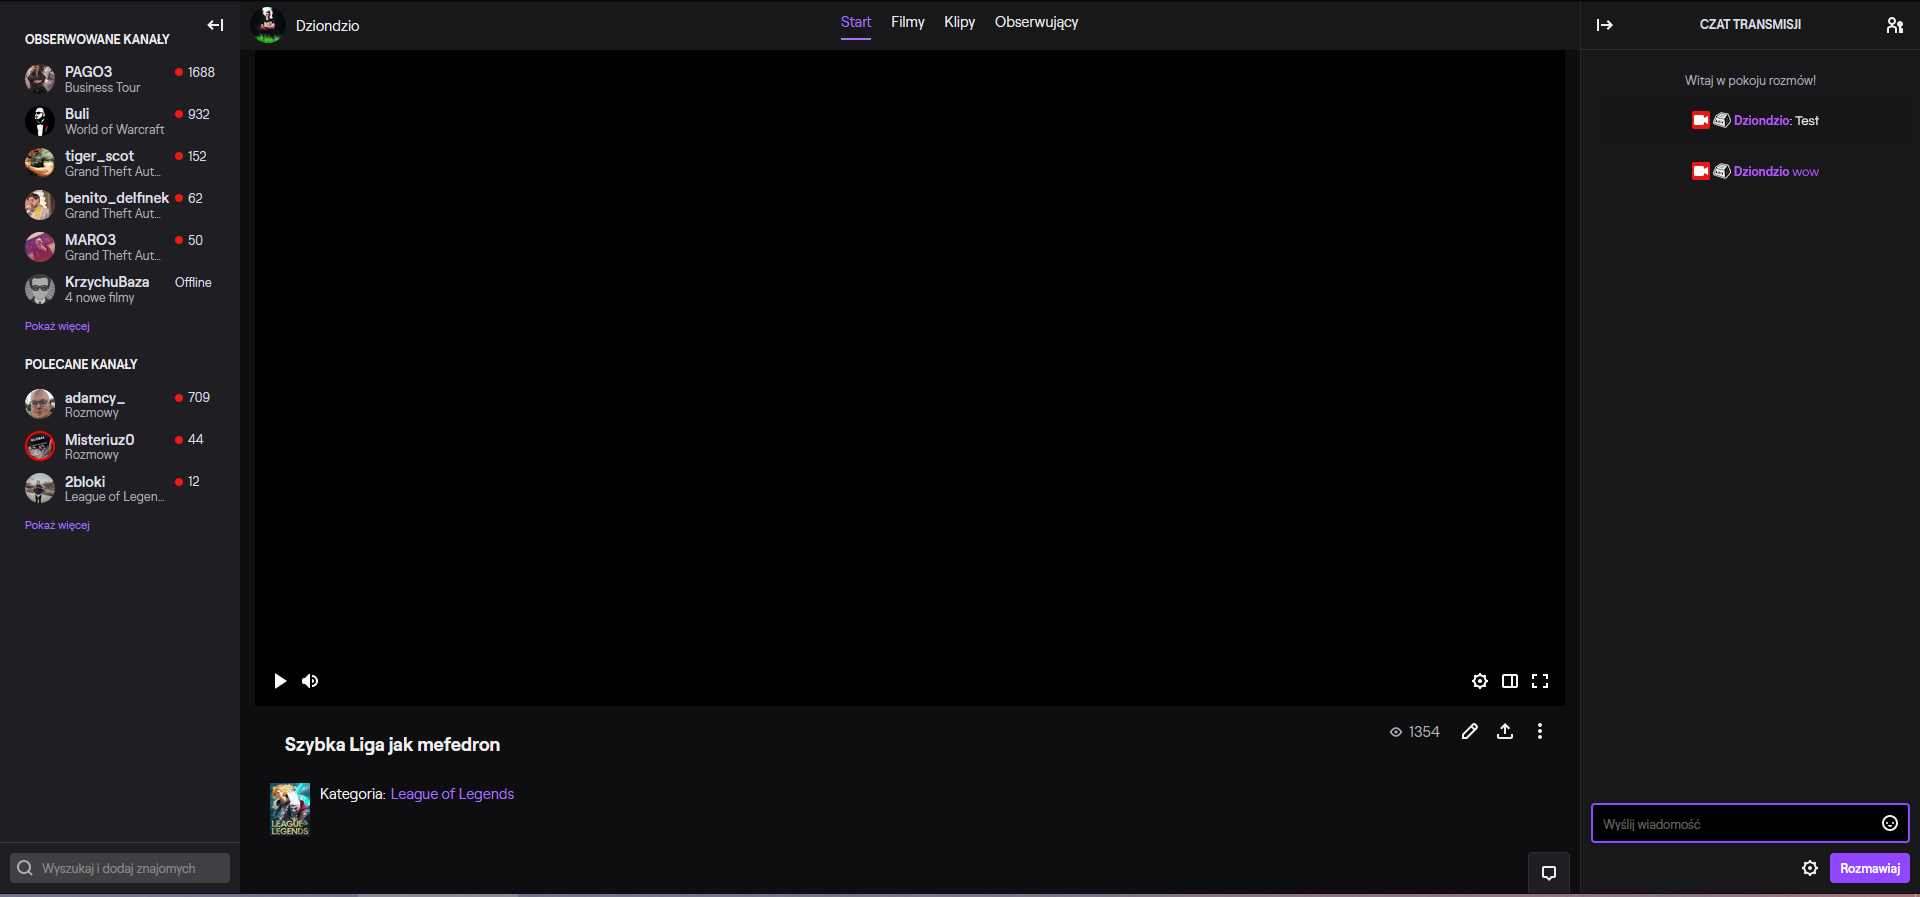 OBSERWOWANE KANAŁY
PAGO3 1688
Business Tour
Buli 932
World of Warcraft
tiger_scot 152
Grand Theft Aut...
benito_delfinek 62
Grand Theft Aut...
MARO3 50
Grand Theft Aut...
KrzychuBaza Offline
4 nowe filmy
Pokaż więcej
POLECANE KANAŁY
adamcy_ 709
Rozmowy
Misteriuz0 44
Rozmowy
2bloki 12
League of Legen...
Pokaż więcej
Wyszukaj i dodaj znajomych
Dziondzio
Start Filmy Klipy Obserwujący
1354
Szybka Liga jak mefedron
LEAGUE
LEGENDS
Kategoria: League of Legends
CZAT TRANSMISJI
Witaj w pokoju rozmów!
Dziondzio: Test
Dziondzio wow
Wyślij wiadomość
Rozmawiaj